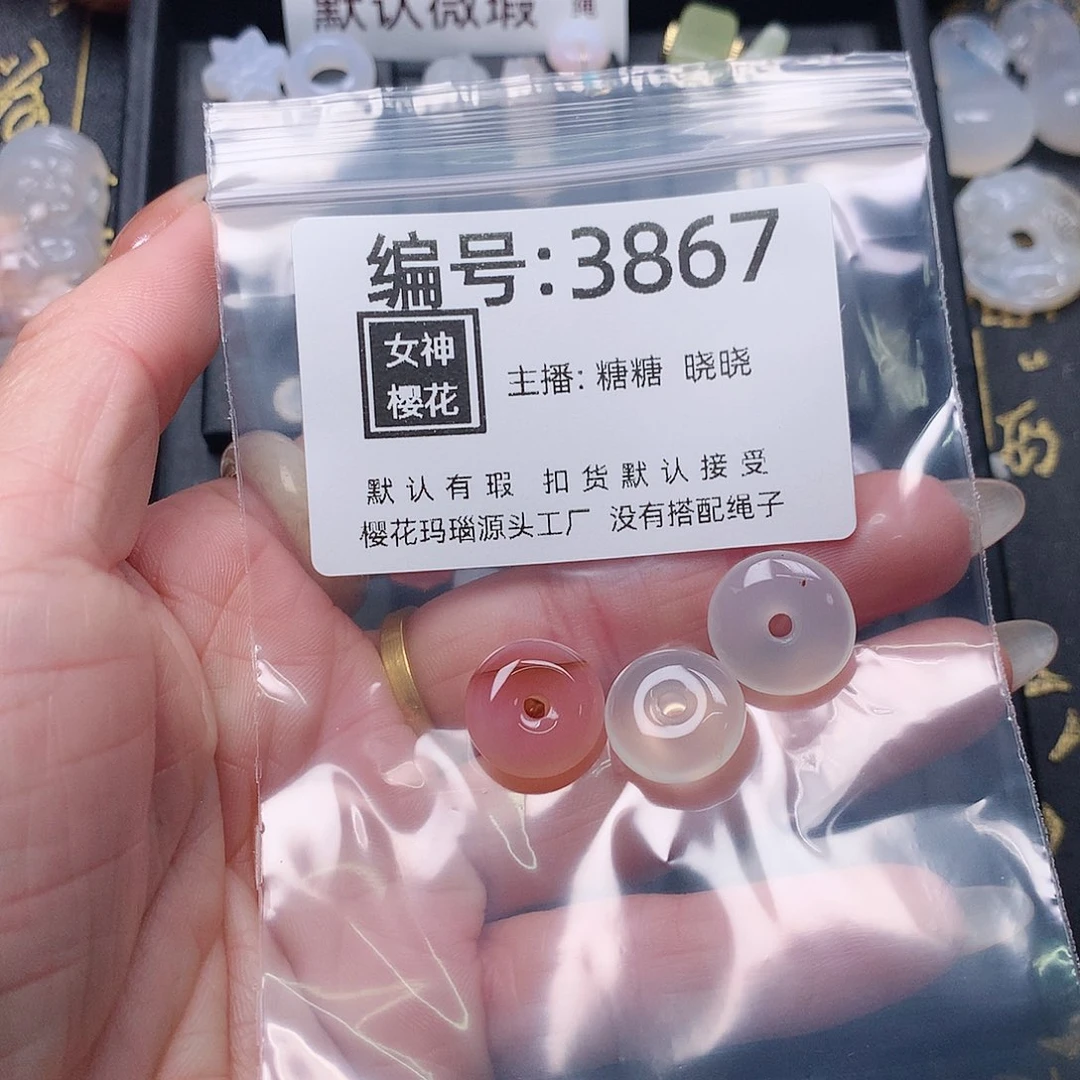 默认微瑕
编号:3867
女神
樱花
主播: 糖糖 晓晓
默认有瑕 扣货默认接受
樱花玛瑙源头工厂 没有搭配绳子